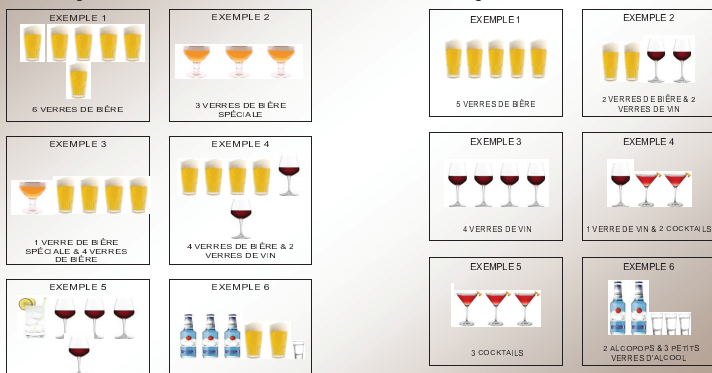 EXEMPLE 1
6 VERRES DE BIÈRE
EXEMPLE 2
3 VERRES DE BIÈRE
SPÉCIALE
EXEMPLE 3
1 VERRE DE BIÈRE
SPÉCIALE & 4 VERRES
DE BIÈRE
EXEMPLE 4
4 VERRES DE BIÈRE & 2
VERRES DE VIN
EXEMPLE 5
EXEMPLE 6
EXEMPLE 1
5 VERRES DE BIÈRE
EXEMPLE 2
2 VERRES DE BIÈRE & 2
VERRES DE VIN
EXEMPLE 3
4 VERRES DE VIN
EXEMPLE 4
1 VERRE DE VIN & 2 COCKTAILS
EXEMPLE 5
3 COCKTAILS
EXEMPLE 6
2 ALCOPOPS & 3 PETITS
VERRES D'ALCOOL